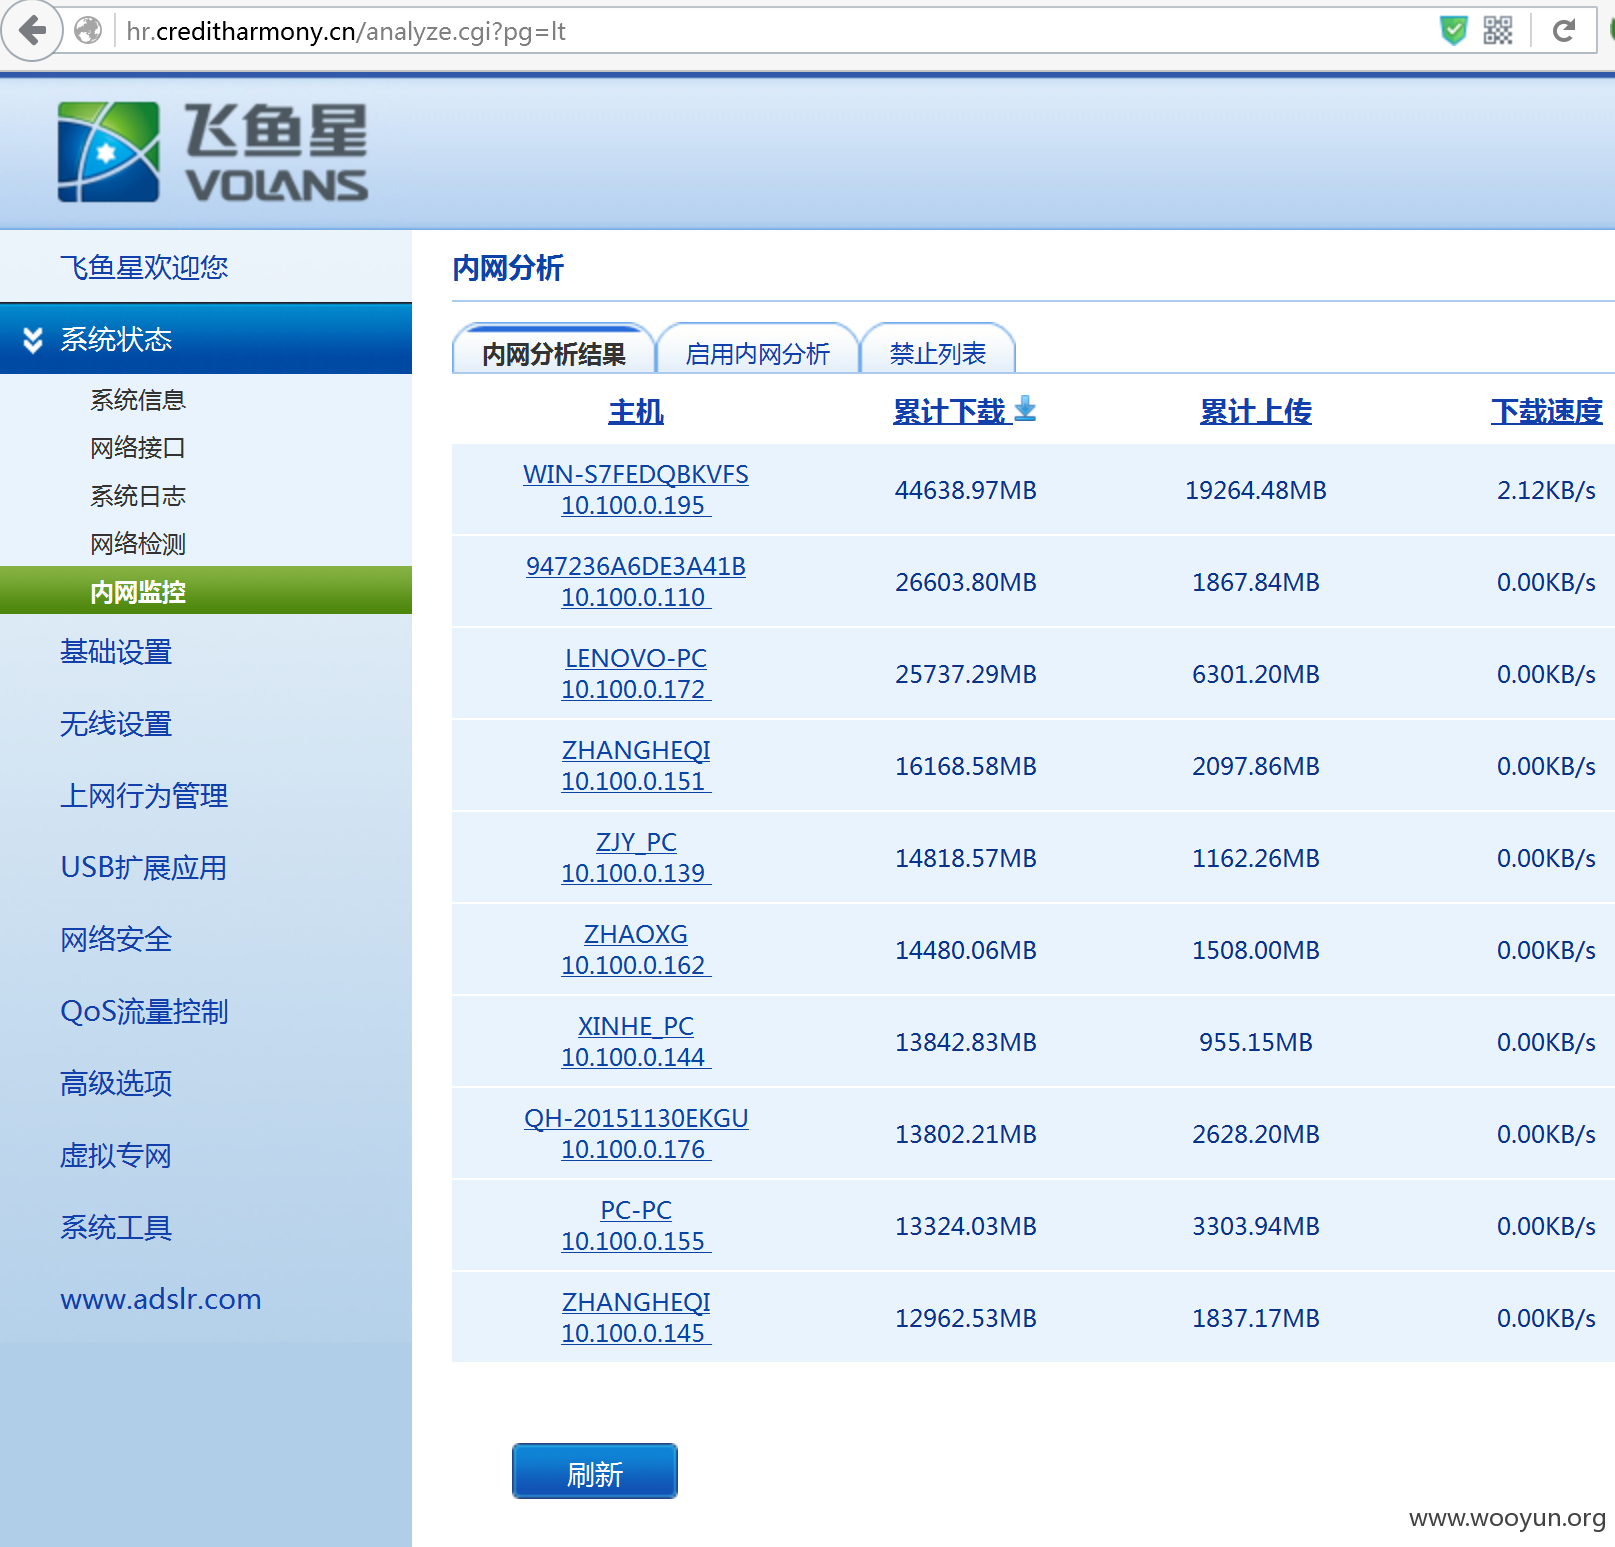 hr.creditharmony.cn/analyze.cgi?pg=lt
飞鱼星
VOLANS
飞鱼星欢迎您
系统状态
系统信息
网络接口
系统日志
网络检测
内网监控
基础设置
无线设置
上网行为管理
USB扩展应用
网络安全
QoS流量控制
高级选项
虚拟专网
系统工具
www.adslr.com
内网分析
内网分析结果 启用内网分析 禁止列表
主机 累计下载 累计上传 下载速度
WIN-S7FEDQBKVFS
10.100.0.195 44638.97MB 19264.48MB 2.12KB/s
947236A6DE3A41B
10.100.0.110 26603.80MB 1867.84MB 0.00KB/s
LENOVO-PC
10.100.0.172 25737.29MB 6301.20MB 0.00KB/s
ZHANGHEQI
10.100.0.151 16168.58MB 2097.86MB 0.00KB/s
ZJY_PC
10.100.0.139 14818.57MB 1162.26MB 0.00KB/s
ZHAOXG
10.100.0.162 14480.06MB 1508.00MB 0.00KB/s
XINHE_PC
10.100.0.144 13842.83MB 955.15MB 0.00KB/s
QH-20151130EKGU
10.100.0.176 13802.21MB 2628.20MB 0.00KB/s
PC-PC
10.100.0.155 13324.03MB 3303.94MB 0.00KB/s
ZHANGHEQI
10.100.0.145 12962.53MB 1837.17MB 0.00KB/s
刷新
www.wooyun.org